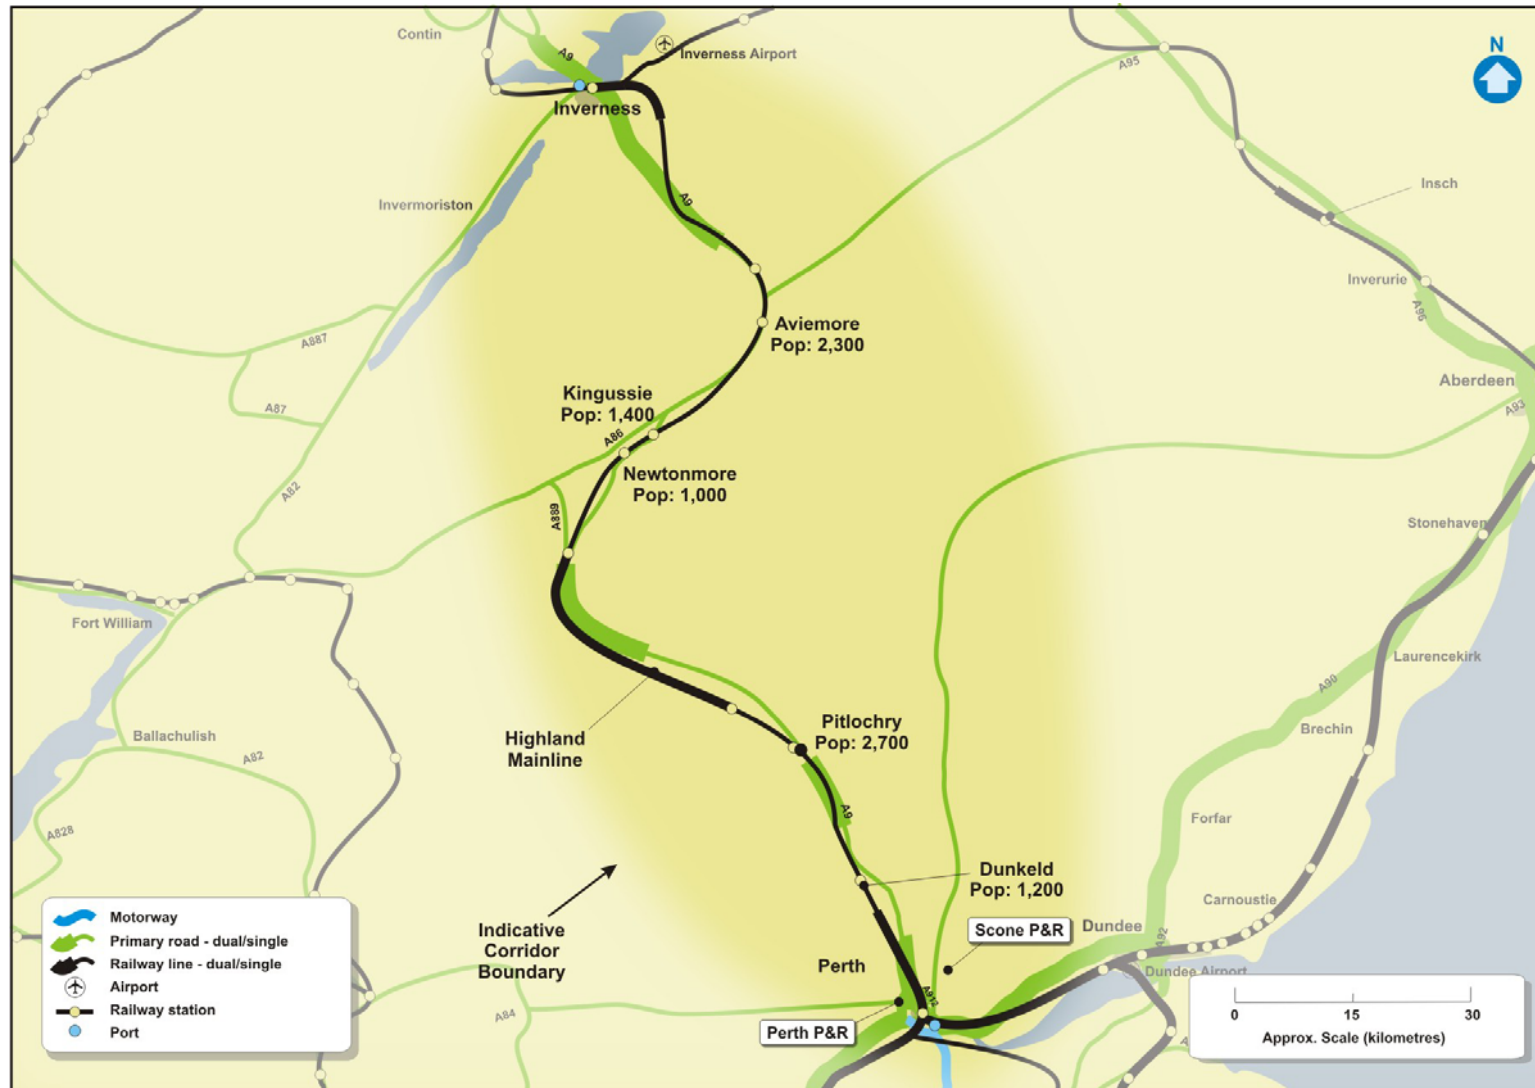 Contin
A9
Inverness Airport
N
A95
Inverness
Insch
Invermoriston
A9
Inverurie
A96
Aviemore
Pop: 2,300
A887
Aberdeen
Kingussie
Pop: 1,400
A93
A87
A86
Newtonmore
Pop: 1,000
A82
A889
Stonehaven
Fort William
Laurencekirk
A90
Pitlochry
Pop: 2,700
Brechin
Ballachulish
Highland
Mainline
A82
A9
Forfar
A828
Dunkeld
Pop: 1,200
Carnoustie
Indicative
Corridor
Boundary
Scone P&R
Dundee
A92
Perth
Dundee Airport
A912
A84
Perth P&R
Motorway
Primary road - dual/single
Railway line - dual/single
Airport
Railway station
Port
0 15 30
Approx. Scale (kilometres)